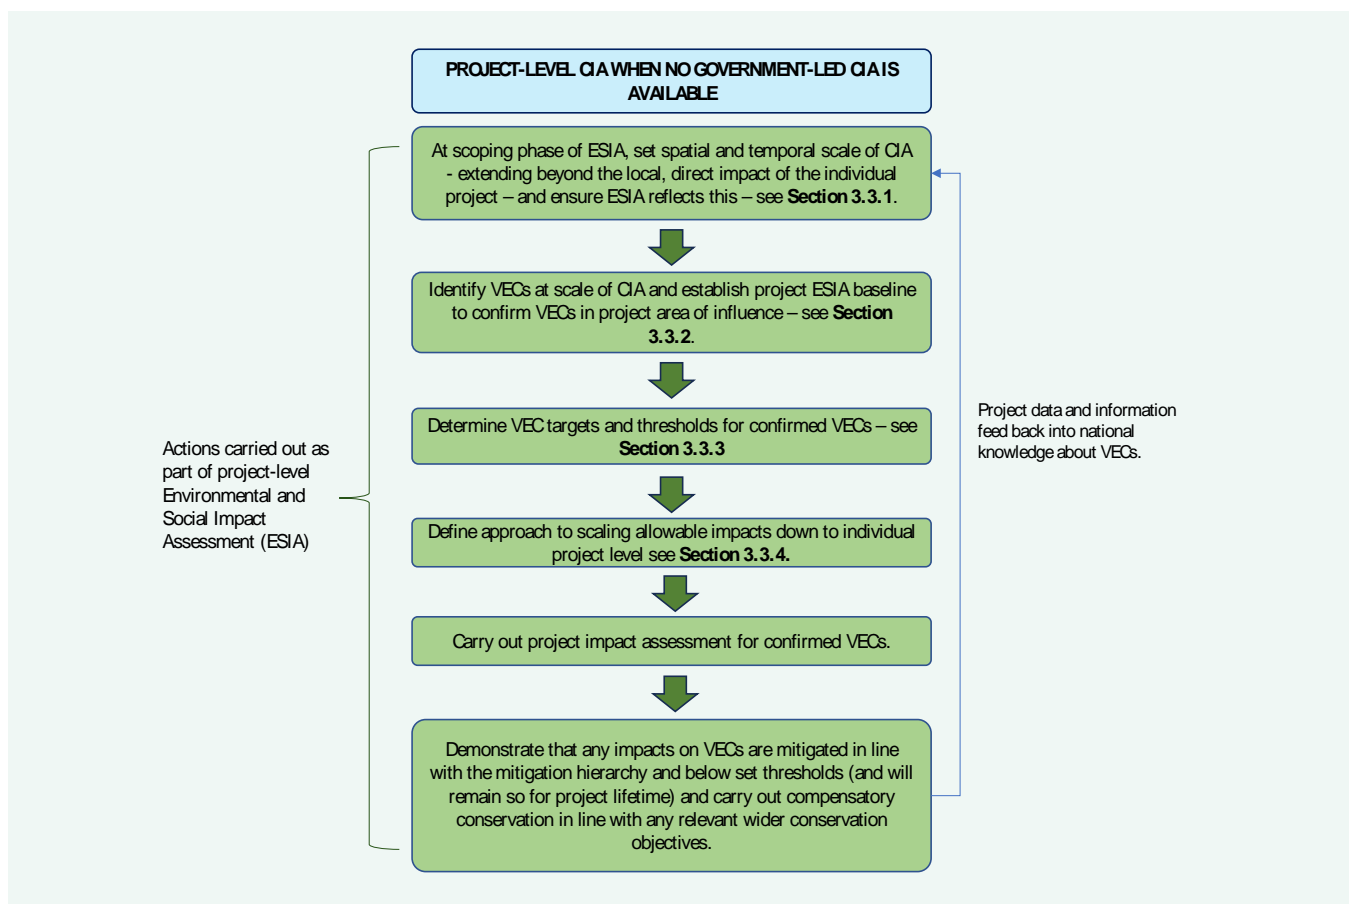 PROJECT-LEVEL CIA WHEN NO GOVERNMENT-LED CIA IS
AVAILABLE
At scoping phase of ESIA, set spatial and temporal scale of CIA
- extending beyond the local, direct impact of the individual
project – and ensure ESIA reflects this – see Section 3.3.1.
Identify VECs at scale of CIA and establish project ESIA baseline
to confirm VECs in project area of influence – see Section
3.3.2.
Determine VEC targets and thresholds for confirmed VECs – see
Section 3.3.3
Define approach to scaling allowable impacts down to individual
project level see Section 3.3.4.
Carry out project impact assessment for confirmed VECs.
Demonstrate that any impacts on VECs are mitigated in line
with the mitigation hierarchy and below set thresholds (and will
remain so for project lifetime) and carry out compensatory
conservation in line with any relevant wider conservation
objectives.
Actions carried out as
part of project-level
Environmental and
Social Impact
Assessment (ESIA)
Project data and information
feed back into national
knowledge about VECs.